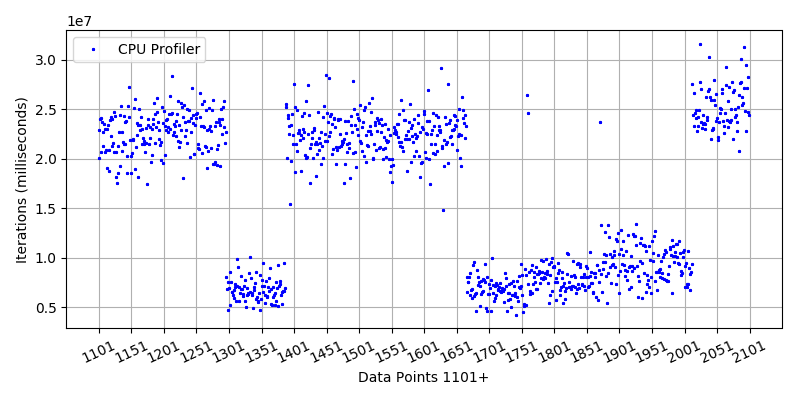 1e7
CPU Profiler
3.0
2.5
2.0
1.5
1.0
0.5
Iterations (milliseconds)
1101 1151 1201 1251 1301 1351 1401 1451 1501 1551 1601 1651 1701 1751 1801 1851 1901 1951 2001 2051 2101
Data Points 1101+